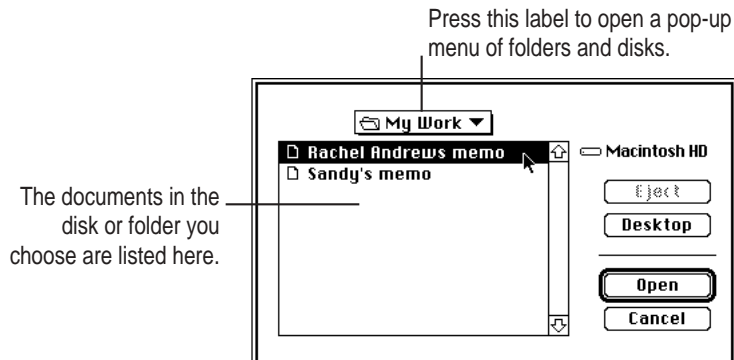 Press this label to open a pop-up
menu of folders and disks.
My Work
Rachel Andrews memo
Macintosh HD
Sandy's memo
Eject
Desktop
The documents in the
disk or folder you
choose are listed here.
Open
Cancel